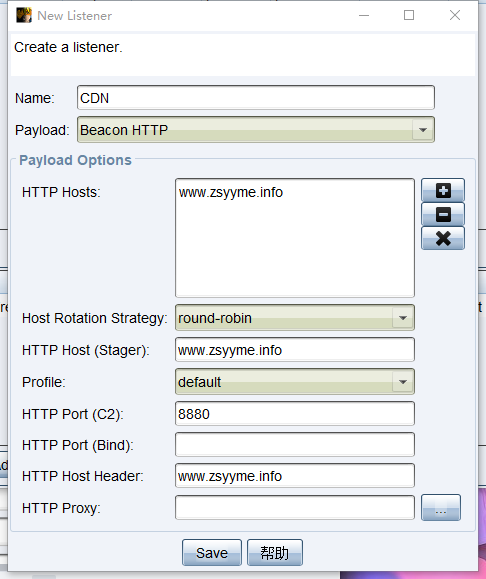 New Listener
Create a listener.
Name: CDN
Payload: Beacon HTTP
Payload Options
HTTP Hosts: www.zsyyme.info
Host Rotation Strategy: round-robin
HTTP Host (Stager): www.zsyyme.info
Profile: default
HTTP Port (C2): 8880
HTTP Port (Bind):
HTTP Host Header: www.zsyyme.info
HTTP Proxy: ...
Save 帮助